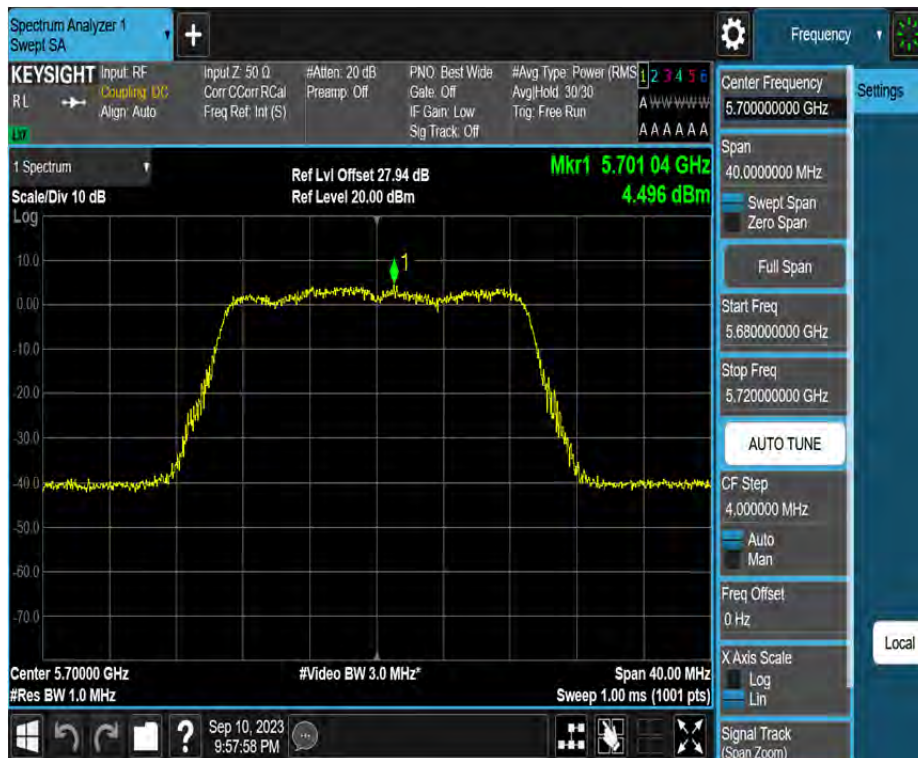 Spectrum Analyzer 1
Swept SA
+
Frequency
KEYSIGHT
RL
LXI
Input: RF
Coupling: DC
Align: Auto
Input Z: 50 Ω
Corr CCorr RCal
Freq Ref: Int (S)
#Atten: 20 dB
Preamp: Off
PNO: Best Wide
Gate: Off
IF Gain: Low
Sig Track: Off
#Avg Type: Power (RMS
Avg|Hold: 30/30
Trig: Free Run
1 2 3 4 5 6
A W W W W W
A A A A A A
1 Spectrum
Scale/Div 10 dB
Log
Ref Lvl Offset 27.94 dB
Ref Level 20.00 dBm
Mkr1 5.701 04 GHz
4.496 dBm
1
10.0
0.00
-10.0
-20.0
-30.0
-40.0
-50.0
-60.0
-70.0
Center 5.70000 GHz
#Res BW 1.0 MHz
#Video BW 3.0 MHz*
Span 40.00 MHz
Sweep 1.00 ms (1001 pts)
Center Frequency
5.700000000 GHz
Span
40.0000000 MHz
Swept Span
Zero Span
Full Span
Start Freq
5.680000000 GHz
Stop Freq
5.720000000 GHz
AUTO TUNE
CF Step
4.000000 MHz
Auto
Man
Freq Offset
0 Hz
X Axis Scale
Log
Lin
Signal Track
(Span Zoom)
Settings
Local
?
Sep 10, 2023
9:57:58 PM